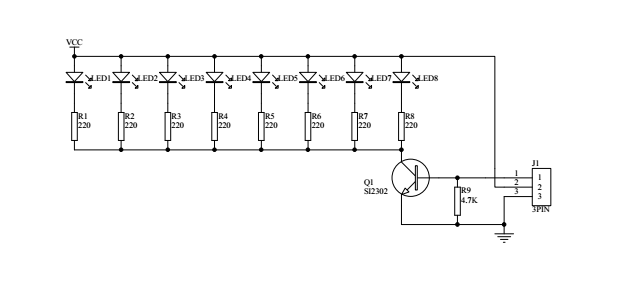 VCC
LED1 LED2 LED3 LED4 LED5 LED6 LED7 LED8
R1 R2 R3 R4 R5 R6 R7 R8
220 220 220 220 220 220 220 220
J1
1 1
2 2
3 3
3PIN
Q1
SI2302
R9
4.7K